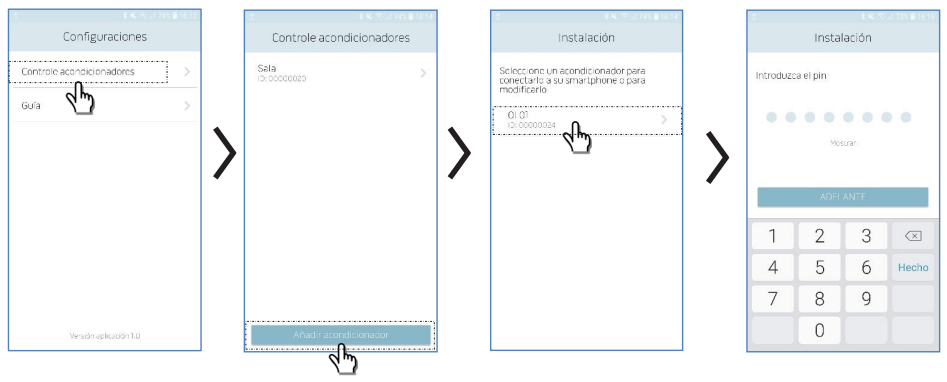 Configuraciones
Controle acondicionadores
Guía
Versión aplicación 1.0
Controle acondicionadores
Sala
ID: 00000020
Añadir acondicionador
Instalación
Seleccione un acondicionador para
conectarlo a su smartphone o para
modificarlo
01 01
ID: 00000024
Instalación
Introduzca el pin
Mostrar
ADELANTE
1 2 3
4 5 6 Hecho
7 8 9
0